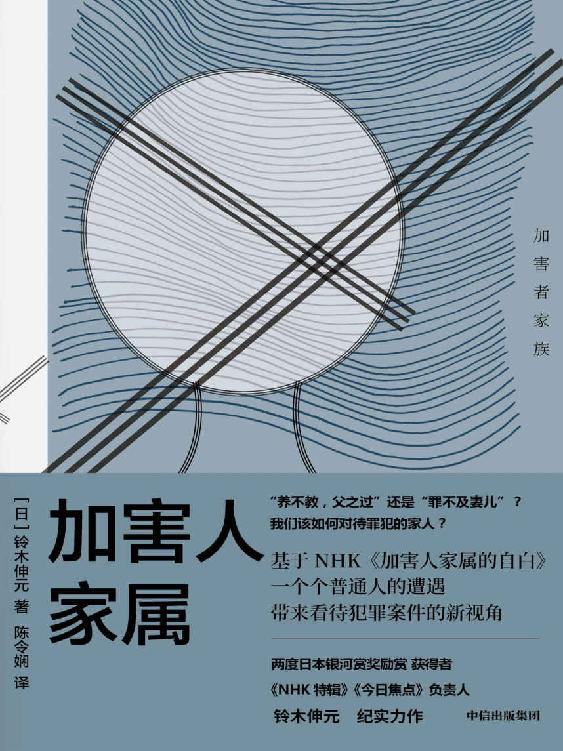 加害者家族
加害人
家属
[日]铃木伸元 著 陈令娴 译
“养不教，父之过”还是“罪不及妻儿”？
我们该如何对待罪犯的家人？
基于 NHK《加害人家属的自白》
一个个普通人的遭遇
带来看待犯罪案件的新视角
两度日本银河赏奖励赏 获得者
《NHK 特辑》《今日焦点》负责人
铃木伸元 纪实力作
中信出版集团